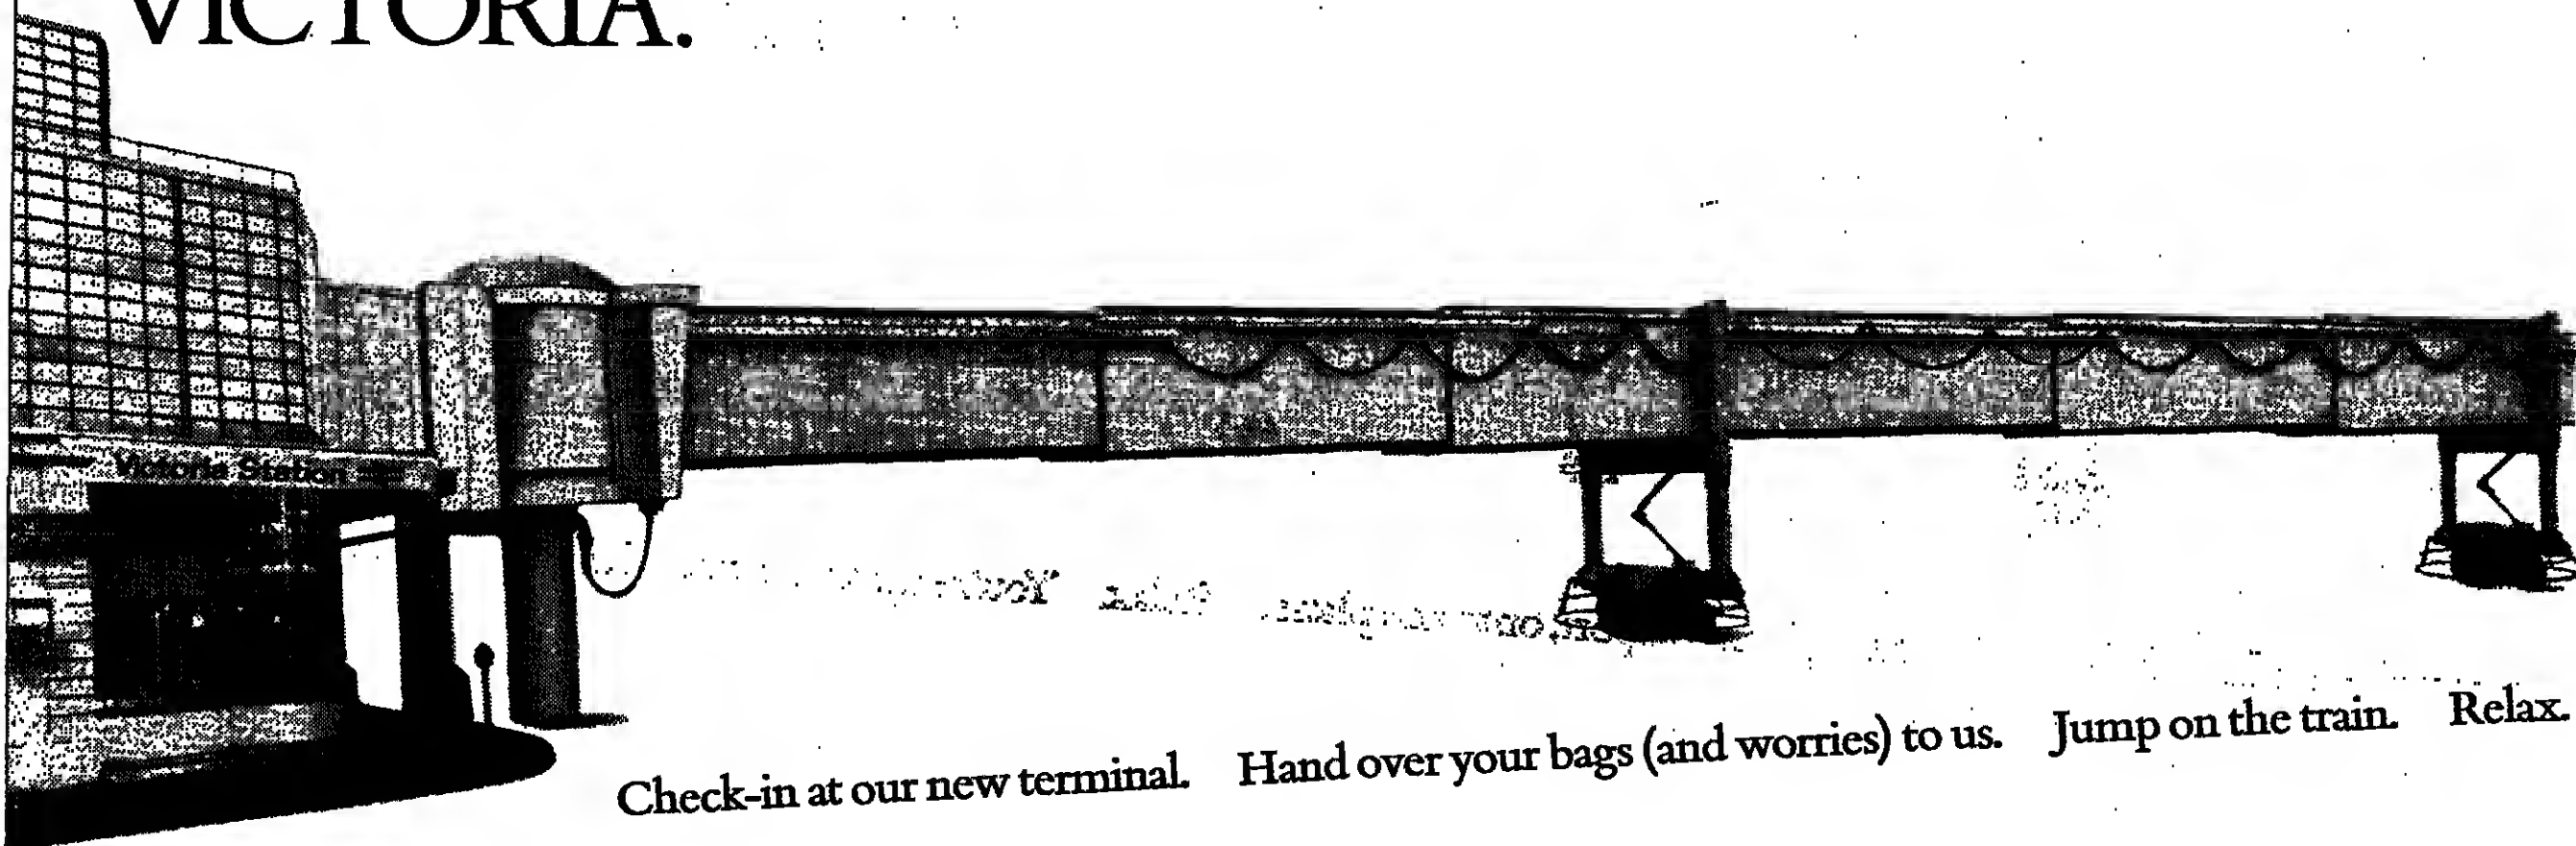 VICTORIA.
Victoria Station
Check-in at our new terminal. Hand over your bags (and worries) to us. Jump on the train. Relax.